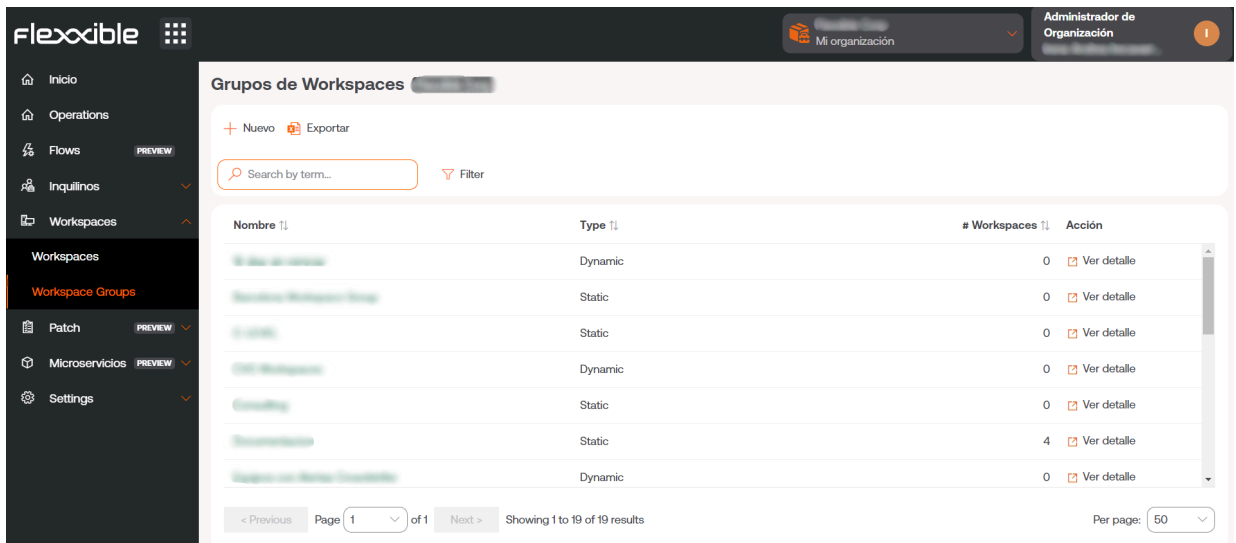 Flexxible
Mi organización
Administrador de
Organización
I
Inicio
Operations
Flows PREVIEW
Inquilinos
Workspaces
Workspaces
Workspace Groups
Patch PREVIEW
Microservicios PREVIEW
Settings
Grupos de Workspaces
Nuevo Exportar
Search by term... Filter
Nombre Type # Workspaces Acción
Dynamic 0 Ver detalle
Static 0 Ver detalle
Static 0 Ver detalle
Dynamic 0 Ver detalle
Static 0 Ver detalle
Static 4 Ver detalle
Dynamic 0 Ver detalle
< Previous Page 1 of 1 Next > Showing 1 to 19 of 19 results Per page: 50